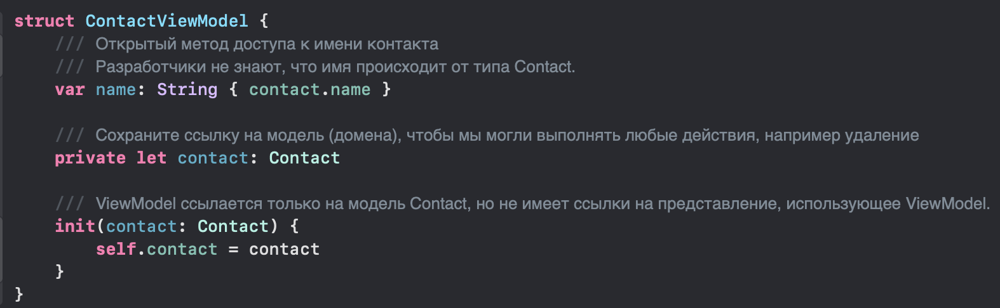 struct ContactViewModel {
/// Открытый метод доступа к имени контакта
/// Разработчики не знают, что имя происходит от типа Contact.
var name: String { contact.name }
/// Сохраните ссылку на модель (домена), чтобы мы могли выполнять любые действия, например удаление
private let contact: Contact
/// ViewModel ссылается только на модель Contact, но не имеет ссылки на представление, использующее ViewModel.
init(contact: Contact) {
self.contact = contact
}
}